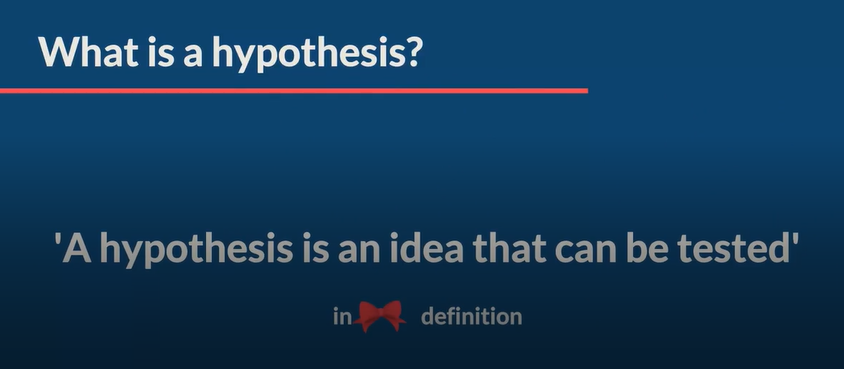 What is a hypothesis?
'A hypothesis is an idea that can be tested'
in🎀 definition